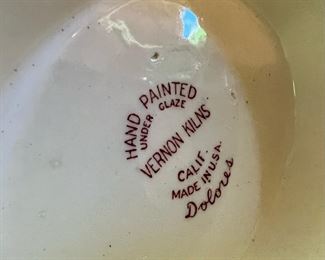 HAND PAINTED
UNDER GLAZE
VERNON KILNS
CALIF.
MADE IN U.S.A.
Dolores